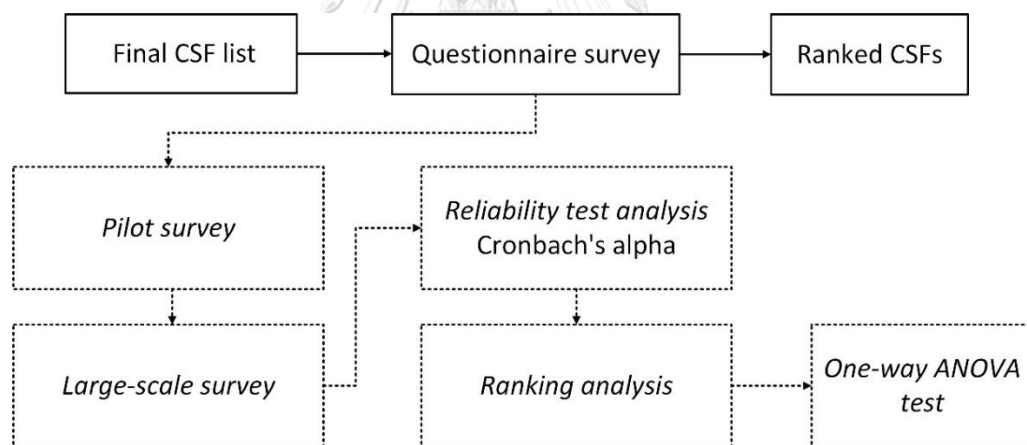 Final CSF list
Questionnaire survey
Ranked CSFs
Pilot survey
Reliability test analysis
Cronbach's alpha
Large-scale survey
Ranking analysis
One-way ANOVA
test